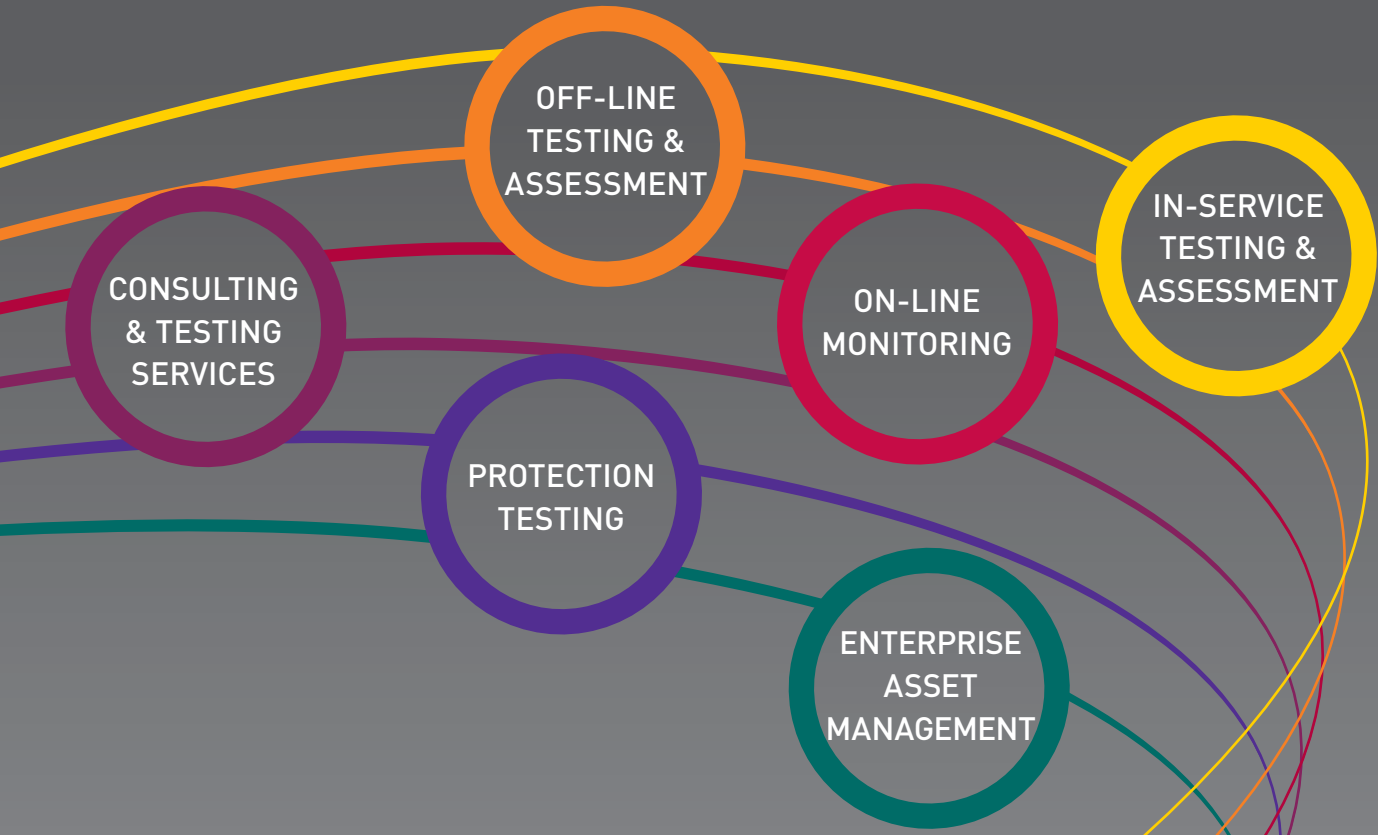 OFF-LINE
TESTING &
ASSESSMENT
IN-SERVICE
TESTING &
ASSESSMENT
CONSULTING
& TESTING
SERVICES
ON-LINE
MONITORING
PROTECTION
TESTING
ENTERPRISE
ASSET
MANAGEMENT